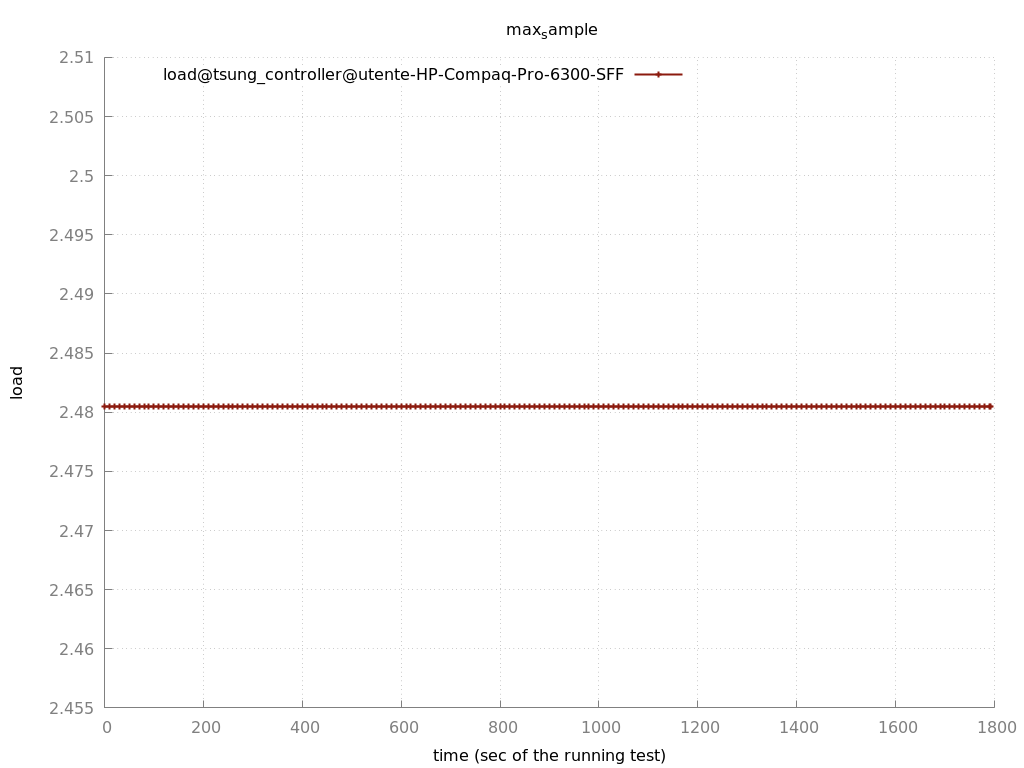 maxsample
load@tsung_controller@utente-HP-Compaq-Pro-6300-SFF
2.51
2.505
2.5
2.495
2.49
2.485
2.48
2.475
2.47
2.465
2.46
2.455
load
0 200 400 600 800 1000 1200 1400 1600 1800
time (sec of the running test)